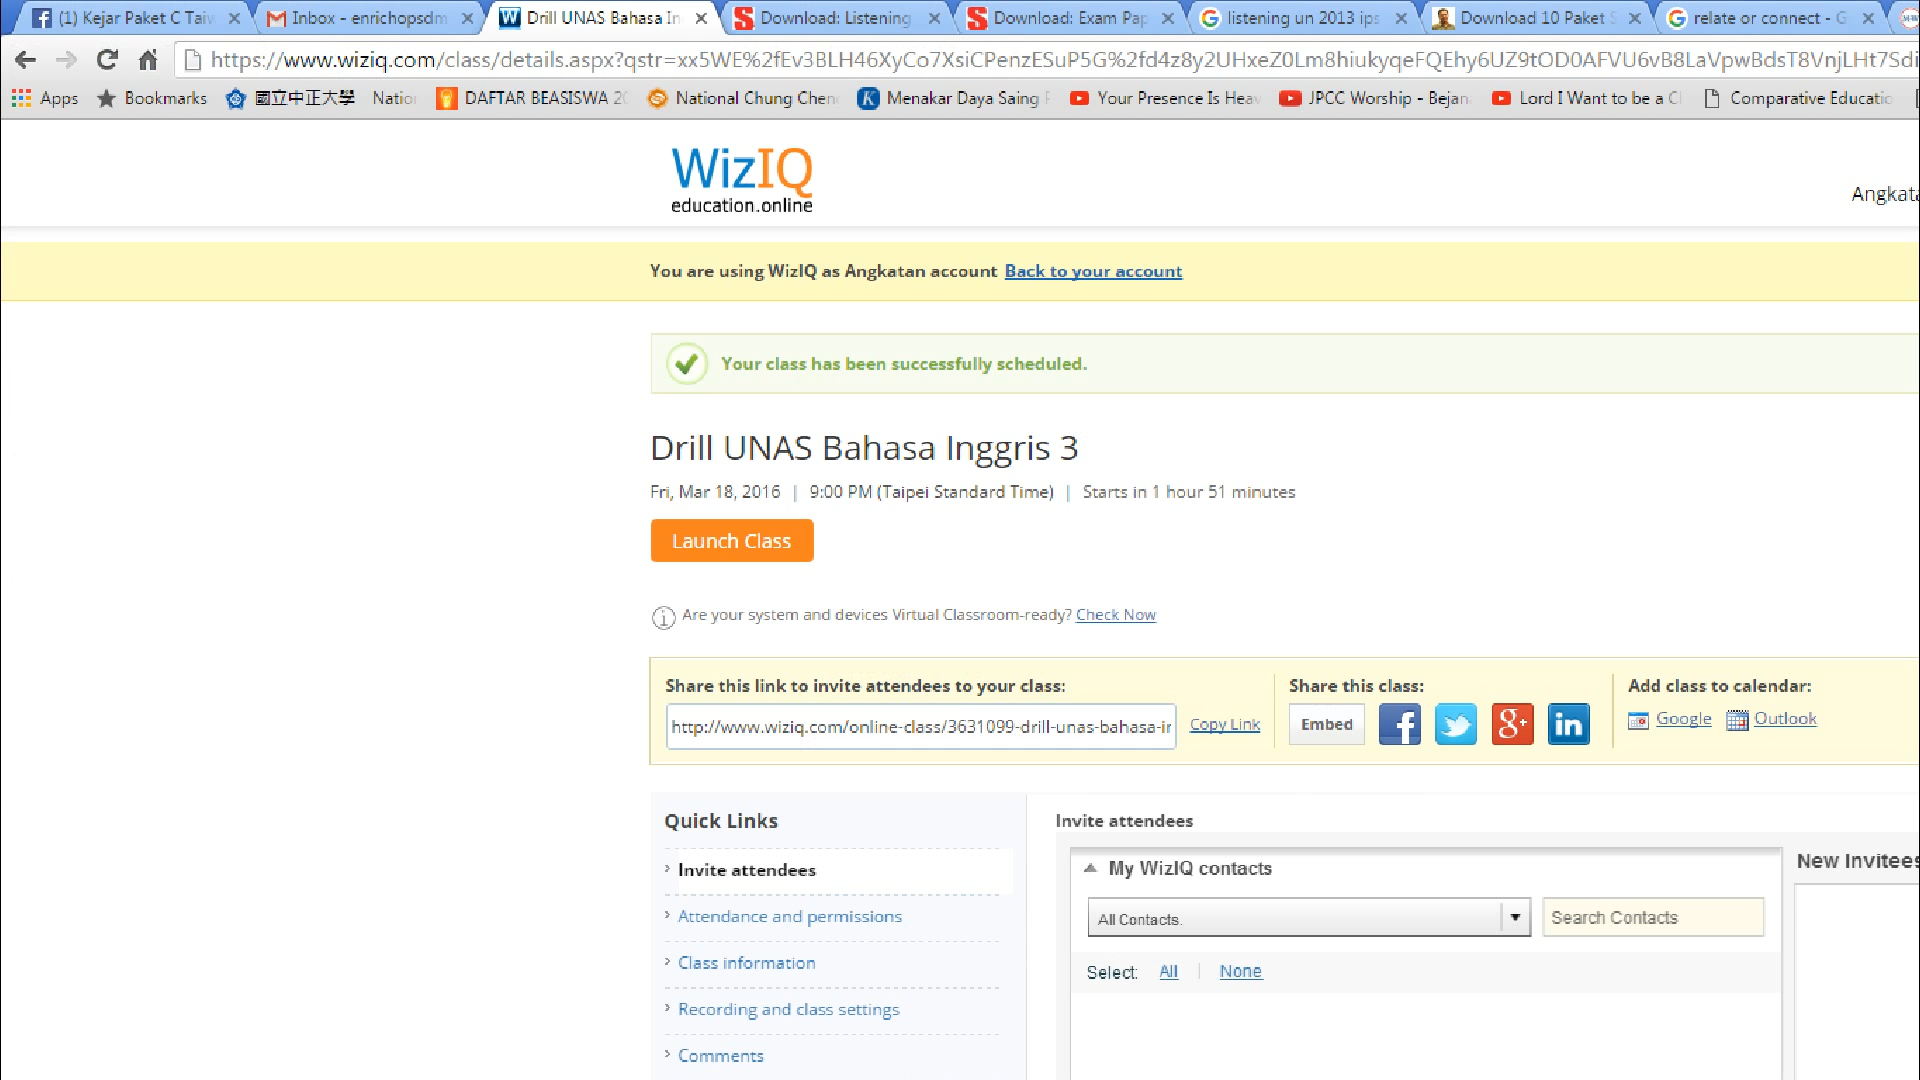 (1) Kejar Paket C Taiw
Inbox - enrichopsdm
Drill UNAS Bahasa In
Download: Listening
Download: Exam Pap
listening un 2013 ips
Download 10 Paket S
relate or connect - G
https://www.wiziq.com/class/details.aspx?qstr=xx5WE%2fEv3BLH46XyCo7XsiCPenzESuP5G%2fd4z8y2UHxeZ0Lm8hiukyqeFQEhy6UZ9tOD0AFVU6vB8LaVpwBdsT8VnjLHt7Sdi
Apps
Bookmarks
國立中正大學 Natio
DAFTAR BEASISWA 20
National Chung Chen
Menakar Daya Saing P
Your Presence Is Heav
JPCC Worship - Bejan
Lord I Want to be a C
Comparative Educatio
WizIQ
education.online
Angkata
You are using WizIQ as Angkatan account Back to your account
Your class has been successfully scheduled.
Drill UNAS Bahasa Inggris 3
Fri, Mar 18, 2016 | 9:00 PM (Taipei Standard Time) | Starts in 1 hour 51 minutes
Launch Class
Are your system and devices Virtual Classroom-ready? Check Now
Share this link to invite attendees to your class:
http://www.wiziq.com/online-class/3631099-drill-unas-bahasa-ir
Copy Link
Share this class:
Embed
Add class to calendar:
Google
Outlook
Quick Links
Invite attendees
Attendance and permissions
Class information
Recording and class settings
Comments
Invite attendees
My WizIQ contacts
All Contacts.
Search Contacts
Select: All | None
New Invitees